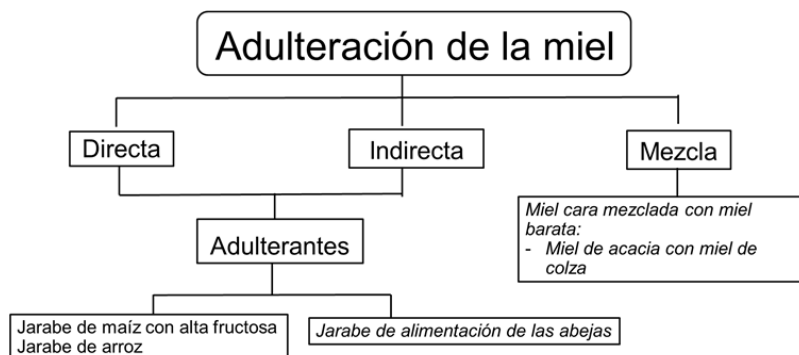 Adulteración de la miel
Directa
Indirecta
Mezcla
Miel cara mezclada con miel
barata:
- Miel de acacia con miel de
colza
Adulterantes
Jarabe de maíz con alta fructosa
Jarabe de arroz
Jarabe de alimentación de las abejas